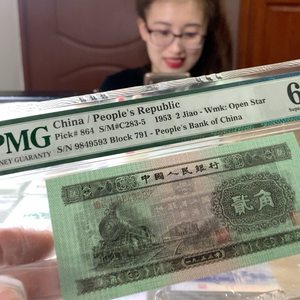 China / People's Republic
Pick# 864 S/M#C283-5 1953 2 Jiao - Wmk: Open Star
S/N 9849593 Block 791 - People's Bank of China
PMG
中國人民銀行
貳角